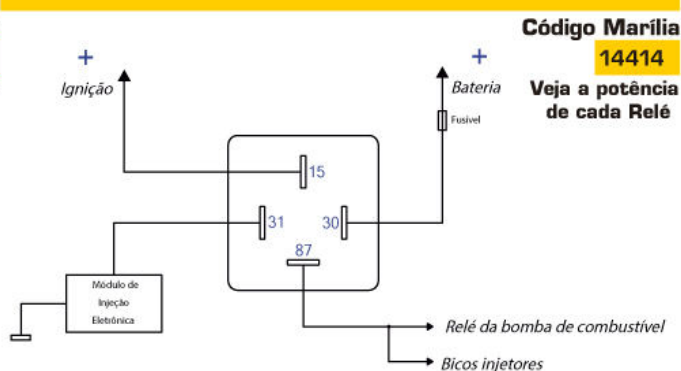 Código Marília
14414
Veja a potência
de cada Relé
+
Ignição
+
Bateria
Fusível
15
31
30
87
Módulo de
Injeção
Eletrônica
Relé da bomba de combustível
Bicos injetores